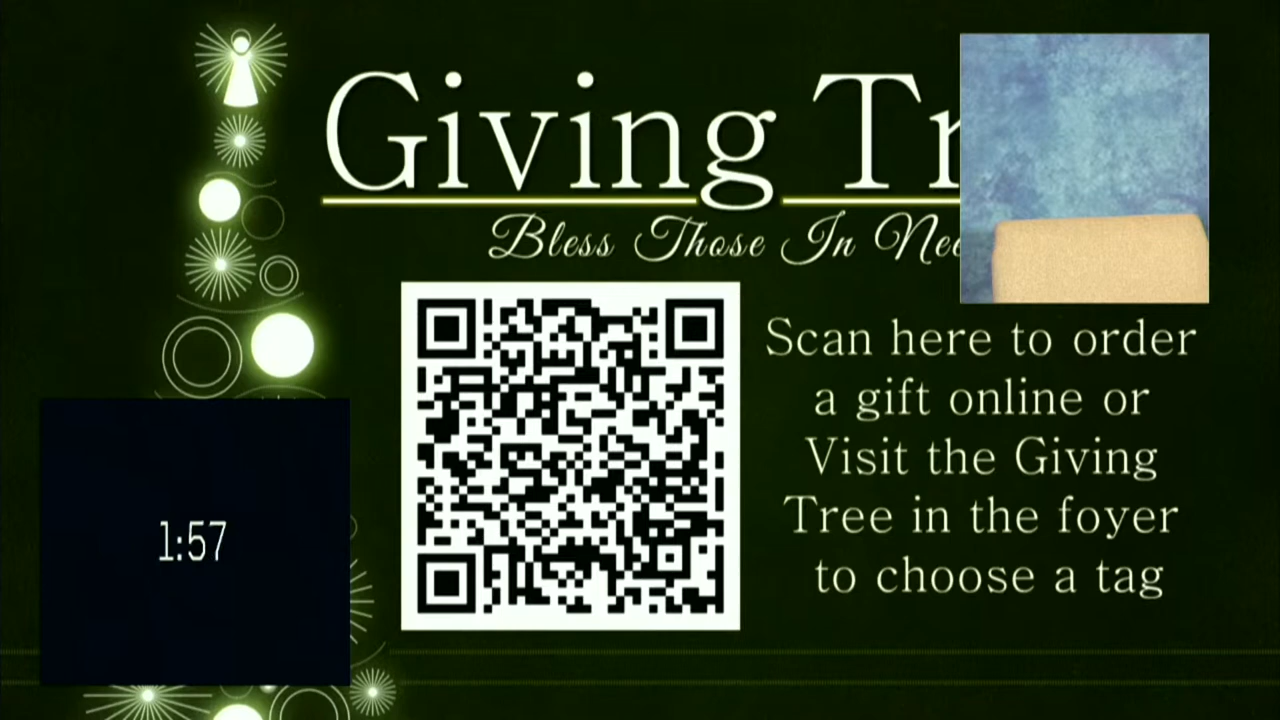 Giving Tr
Bless Those In Nee
Scan here to order
a gift online or
Visit the Giving
Tree in the foyer
to choose a tag
1:57